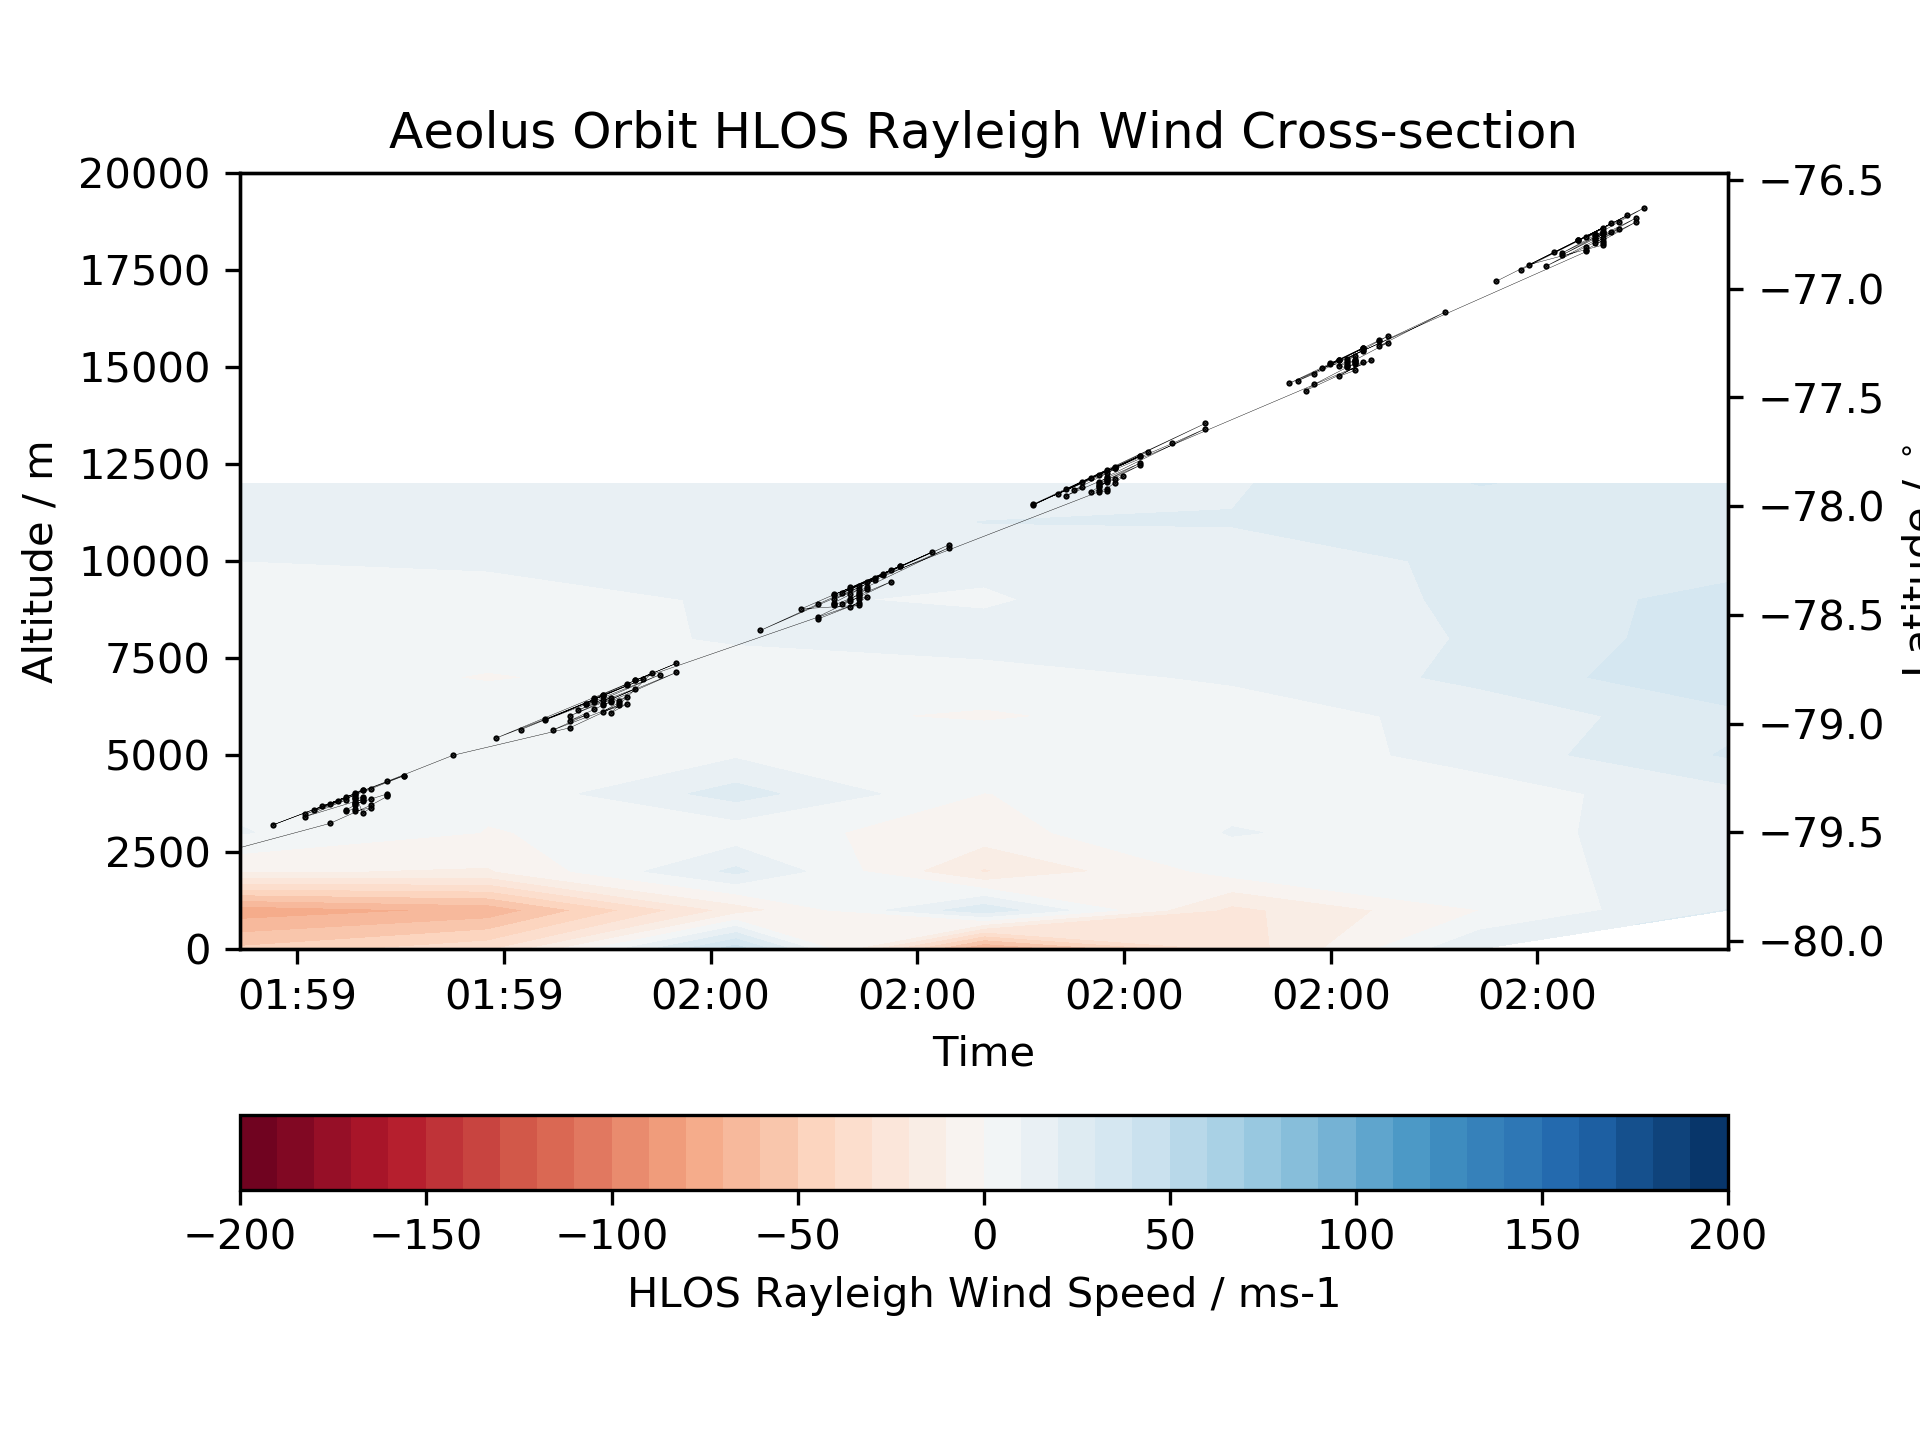 Aeolus Orbit HLOS Rayleigh Wind Cross-section
20000
17500
15000
12500
10000
7500
5000
2500
0
Altitude / m
−76.5
−77.0
−77.5
−78.0
−78.5
−79.0
−79.5
−80.0
Latitude / °
01:59 01:59 02:00 02:00 02:00 02:00 02:00
Time
−200 −150 −100 −50 0 50 100 150 200
HLOS Rayleigh Wind Speed / ms-1